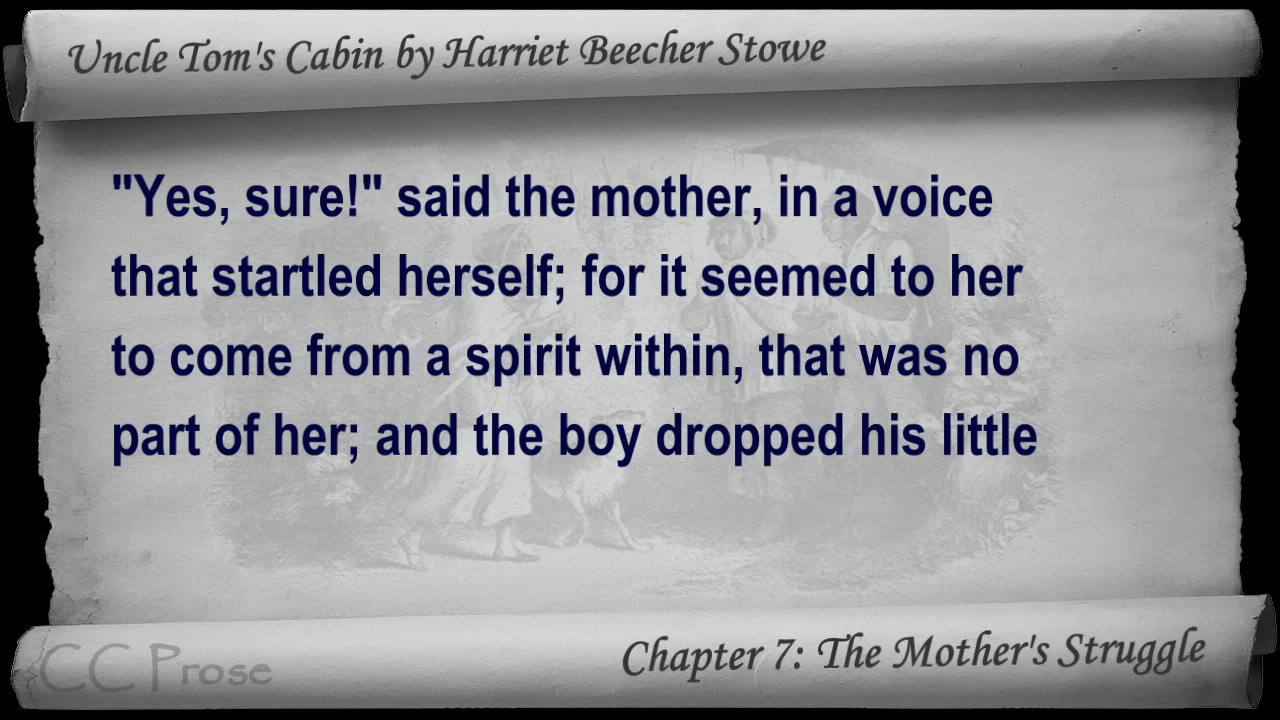 Uncle Tom's Cabin by Harriet Beecher Stowe
"Yes, sure!" said the mother, in a voice
that startled herself; for it seemed to her
to come from a spirit within, that was no
part of her; and the boy dropped his little
CC Prose
Chapter 7: The Mother's Struggle